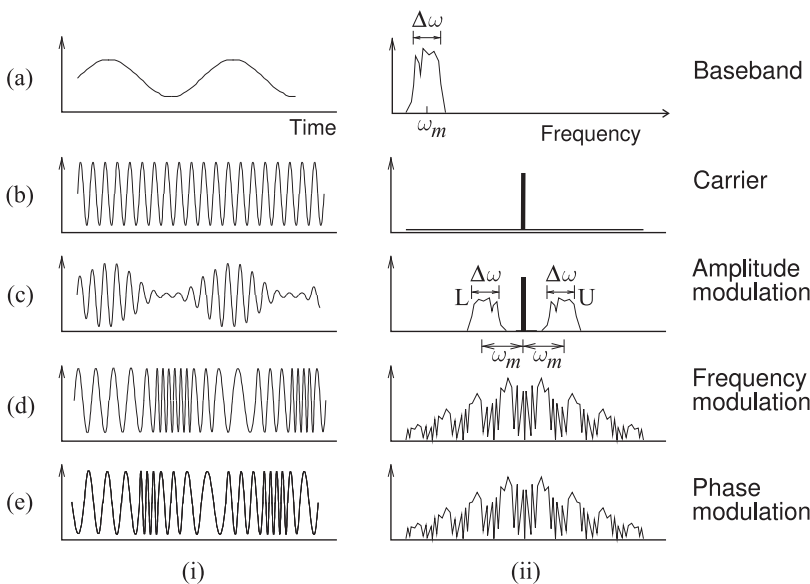 Δω
(a)
Baseband
Time
ω_m
Frequency
(b)
Carrier
(c)
Δω
Δω
L
U
Amplitude
modulation
ω_m
ω_m
(d)
Frequency
modulation
(e)
Phase
modulation
(i)
(ii)